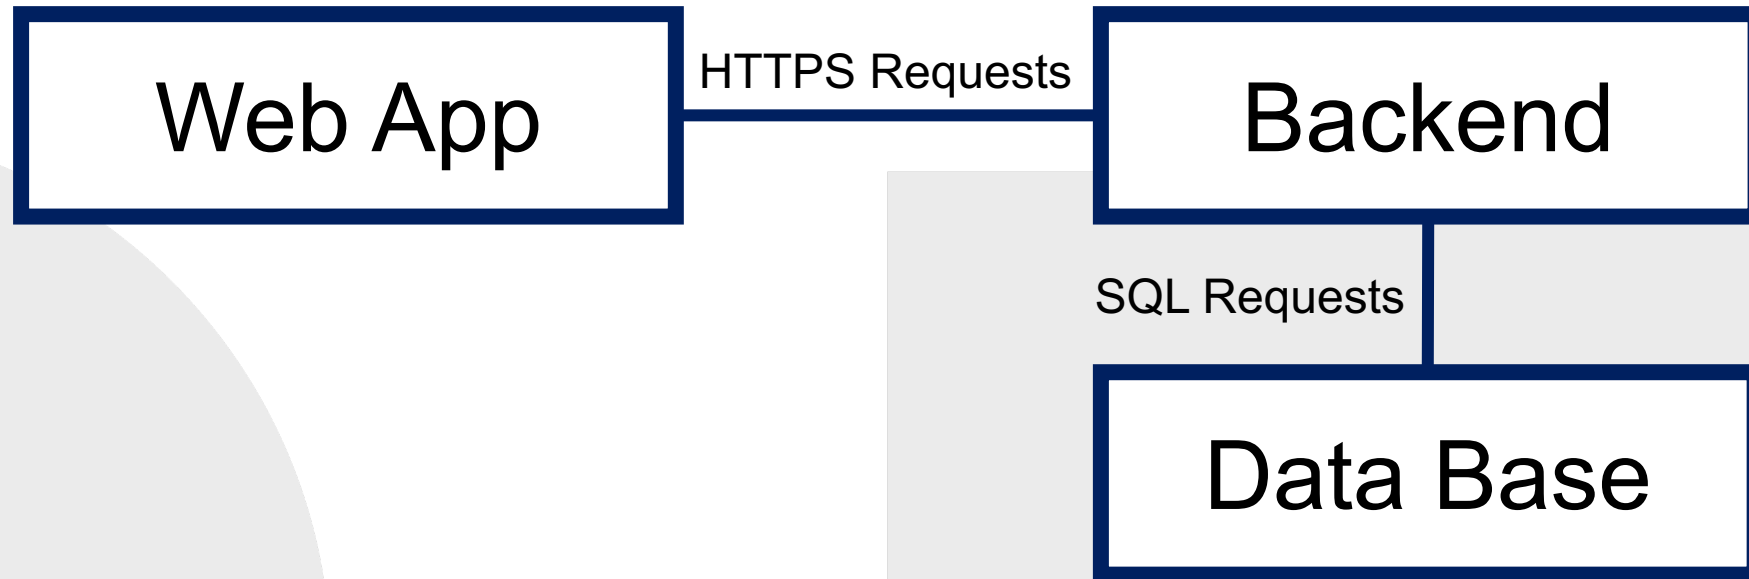 Web App
HTTPS Requests
Backend
SQL Requests
Data Base